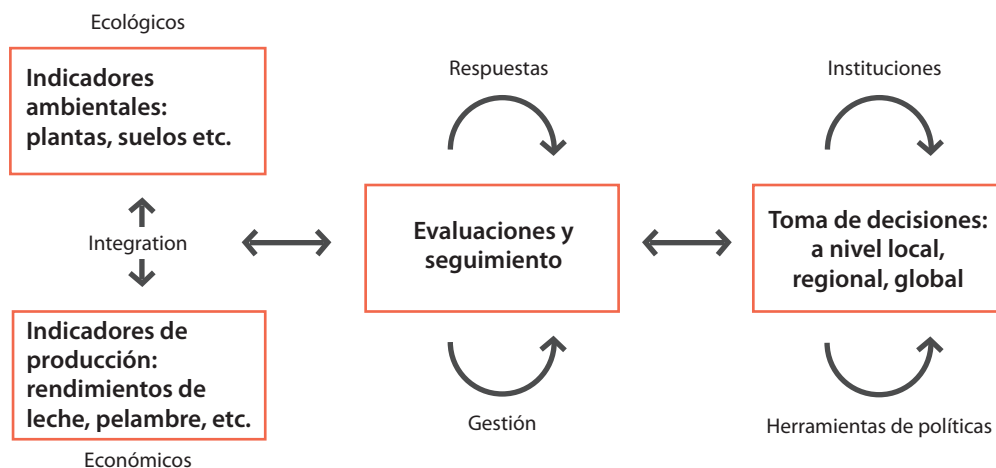 Ecológicos
Indicadores
ambientales:
plantas, suelos etc.
Integration
Indicadores de
producción:
rendimientos de
leche, pelambre, etc.
Económicos
Respuestas
Evaluaciones y
seguimiento
Gestión
Instituciones
Toma de decisiones:
a nivel local,
regional, global
Herramientas de políticas